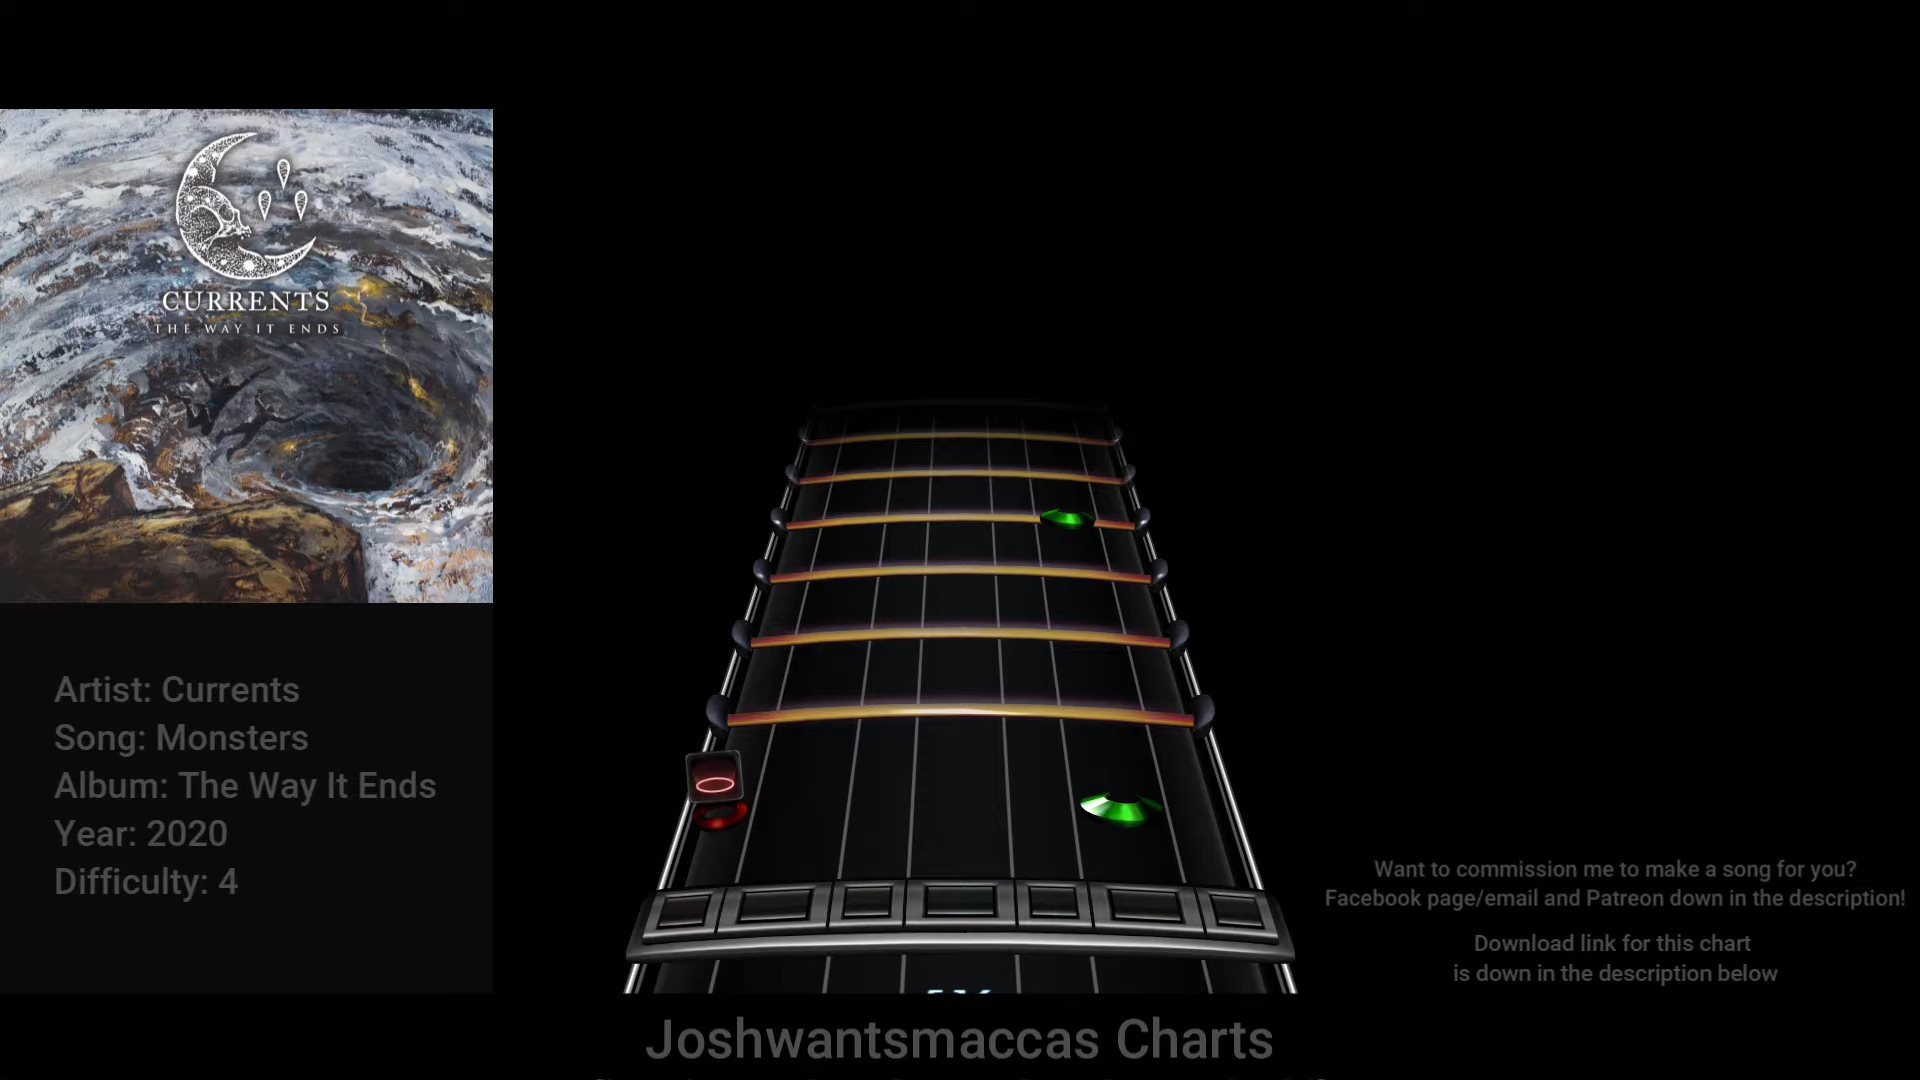 CURRENTS
THE WAY IT ENDS
Artist: Currents
Song: Monsters
Album: The Way It Ends
Year: 2020
Difficulty: 4
Want to commission me to make a song for you?
Facebook page/email and Patreon down in the description!
Download link for this chart
is down in the description below
Joshwantsmaccas Charts